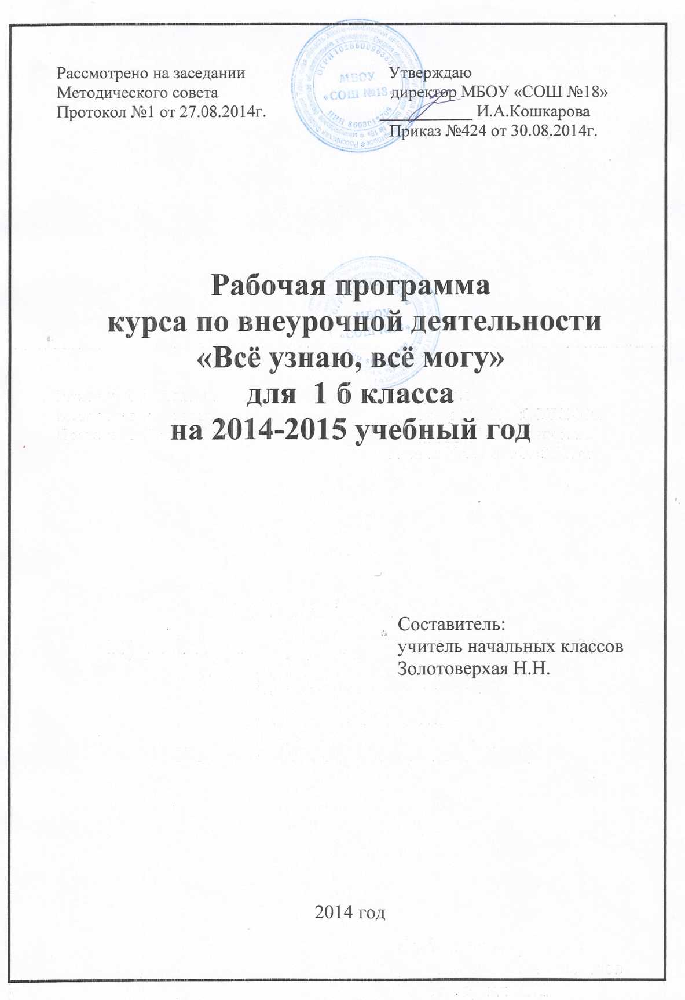 Рассмотрено на заседании
Методического совета
Протокол №1 от 27.08.2014г.
Утверждаю
директор МБОУ «СОШ №18»
____________ И.А.Кошкарова
Приказ №424 от 30.08.2014г.
МБОУ
«СОШ №18»
Рабочая программа
курса по внеурочной деятельности
«Всё узнаю, всё могу»
для 1 б класса
на 2014-2015 учебный год
МБОУ
Составитель:
учитель начальных классов
Золотоверхая Н.Н.
2014 год